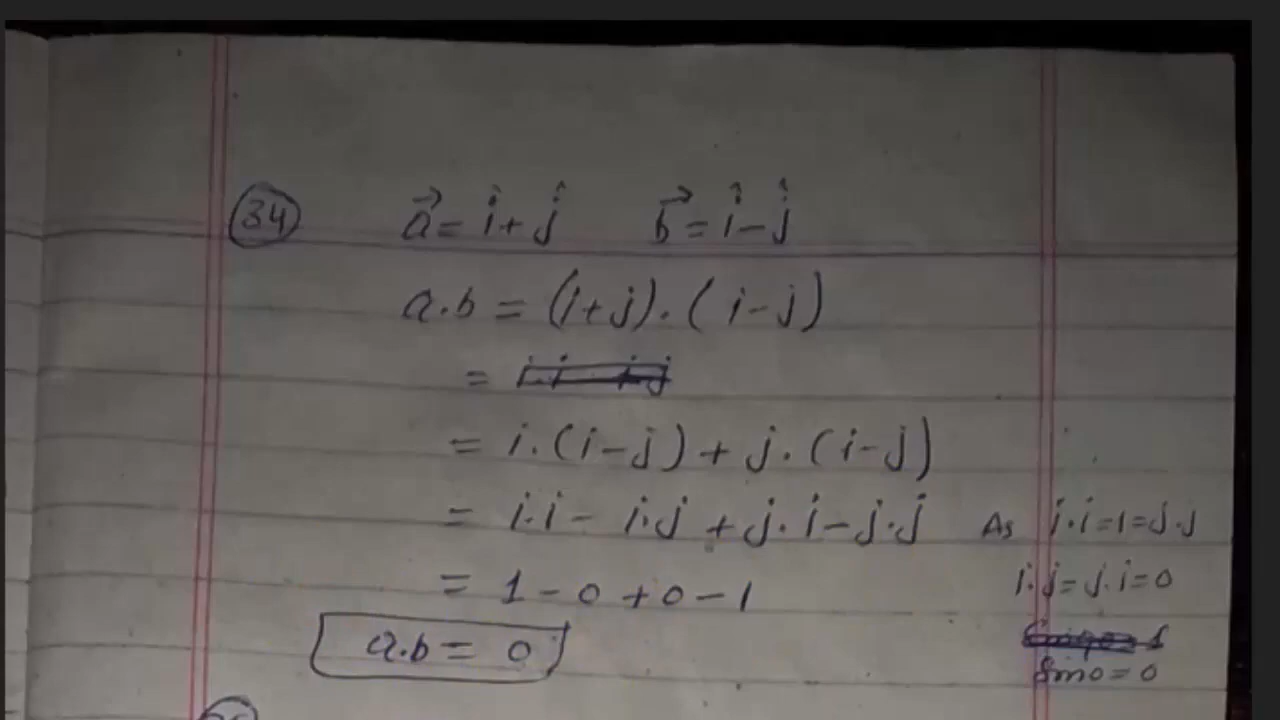 34 a⃗ = î + ĵ b⃗ = î - ĵ
a.b = (i+j).(i-j)
=
= i.(i-j) + j.(i-j)
= i.i - i.j + j.i - j.j As i.i=1=j.j
= 1 - 0 + 0 - 1 i.j = j.i = 0
a.b = 0
sin0 = 0